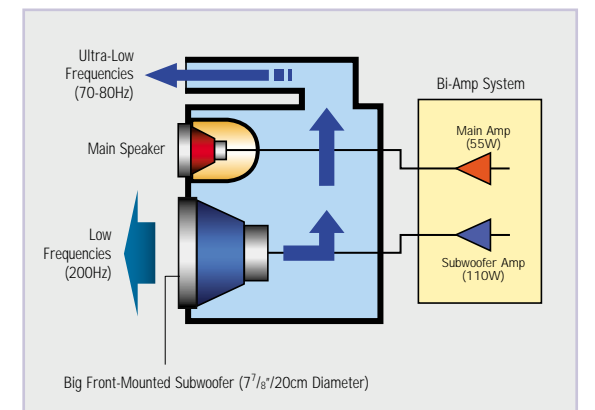 Ultra-Low
Frequencies
(70-80Hz)
Bi-Amp System
Main Amp
(55W)
Main Speaker
Low
Frequencies
(200Hz)
Subwoofer Amp
(110W)
Big Front-Mounted Subwoofer (7⁷/₈"/20cm Diameter)